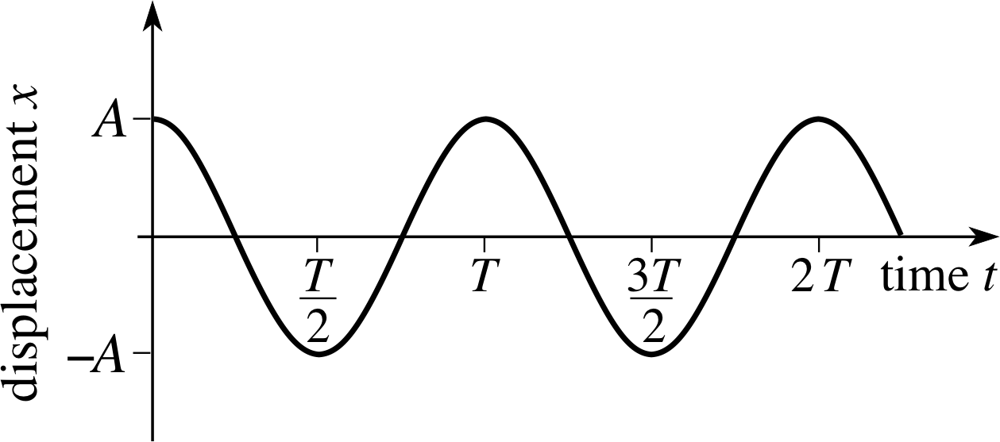 displacement x
A
–A
T/2
T
3T/2
2T
time t